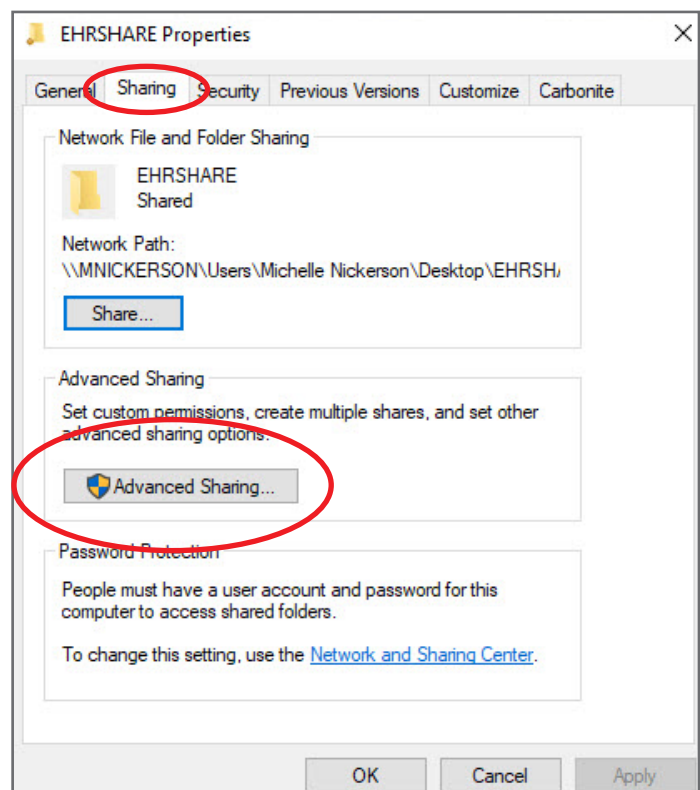 EHRSHARE Properties
General Sharing Security Previous Versions Customize Carbonite
Network File and Folder Sharing
EHRSHARE
Shared
Network Path:
\\MNICKERSON\Users\Michelle Nickerson\Desktop\EHRSH
Share...
Advanced Sharing
Set custom permissions, create multiple shares, and set other
advanced sharing options.
Advanced Sharing...
Password Protection
People must have a user account and password for this
computer to access shared folders.
To change this setting, use the Network and Sharing Center.
OK Cancel Apply